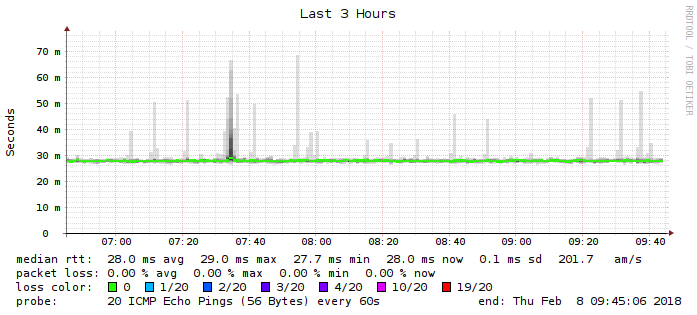 Last 3 Hours
RRDTOOL / TOBI OETIKER
Seconds
70 m
60 m
50 m
40 m
30 m
20 m
10 m
0
07:00 07:20 07:40 08:00 08:20 08:40 09:00 09:20 09:40
median rtt: 28.0 ms avg 29.0 ms max 27.7 ms min 28.0 ms now 0.1 ms sd 201.7 am/s
packet loss: 0.00 % avg 0.00 % max 0.00 % min 0.00 % now
loss color: 0 1/20 2/20 3/20 4/20 10/20 19/20
probe: 20 ICMP Echo Pings (56 Bytes) every 60s end: Thu Feb 8 09:45:06 2018